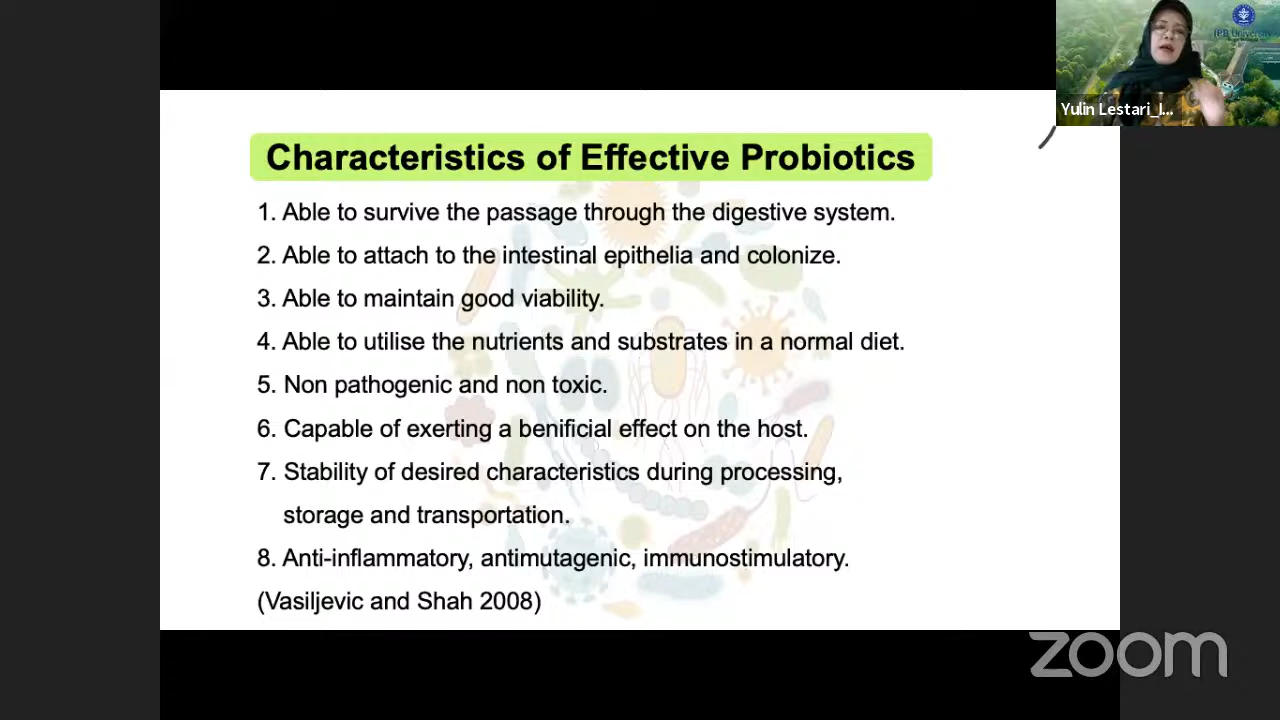 IPB University
Yulin Lestari_I...
Characteristics of Effective Probiotics
1. Able to survive the passage through the digestive system.
2. Able to attach to the intestinal epithelia and colonize.
3. Able to maintain good viability.
4. Able to utilise the nutrients and substrates in a normal diet.
5. Non pathogenic and non toxic.
6. Capable of exerting a benificial effect on the host.
7. Stability of desired characteristics during processing,
storage and transportation.
8. Anti-inflammatory, antimutagenic, immunostimulatory.
(Vasiljevic and Shah 2008)
zoom